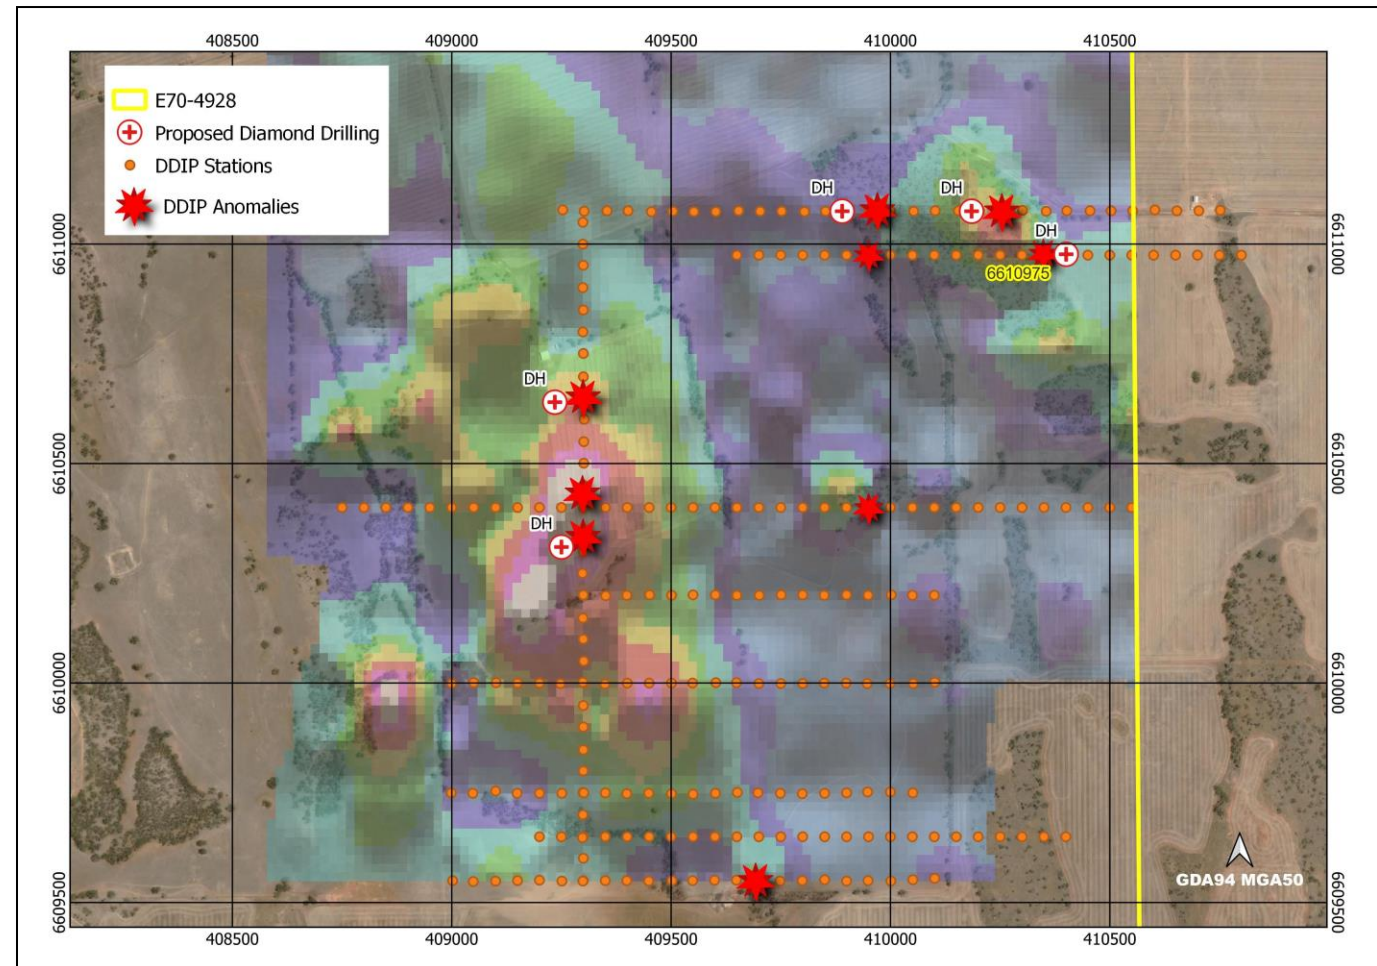 408500 409000 409500 410000 410500
E70-4928
Proposed Diamond Drilling
DDIP Stations
DDIP Anomalies
DH DH
DH
6611000 6611000
6610975
DH
6610500 6610500
DH
6610000 6610000
GDA94 MGA50
6609500 6609500
408500 409000 409500 410000 410500